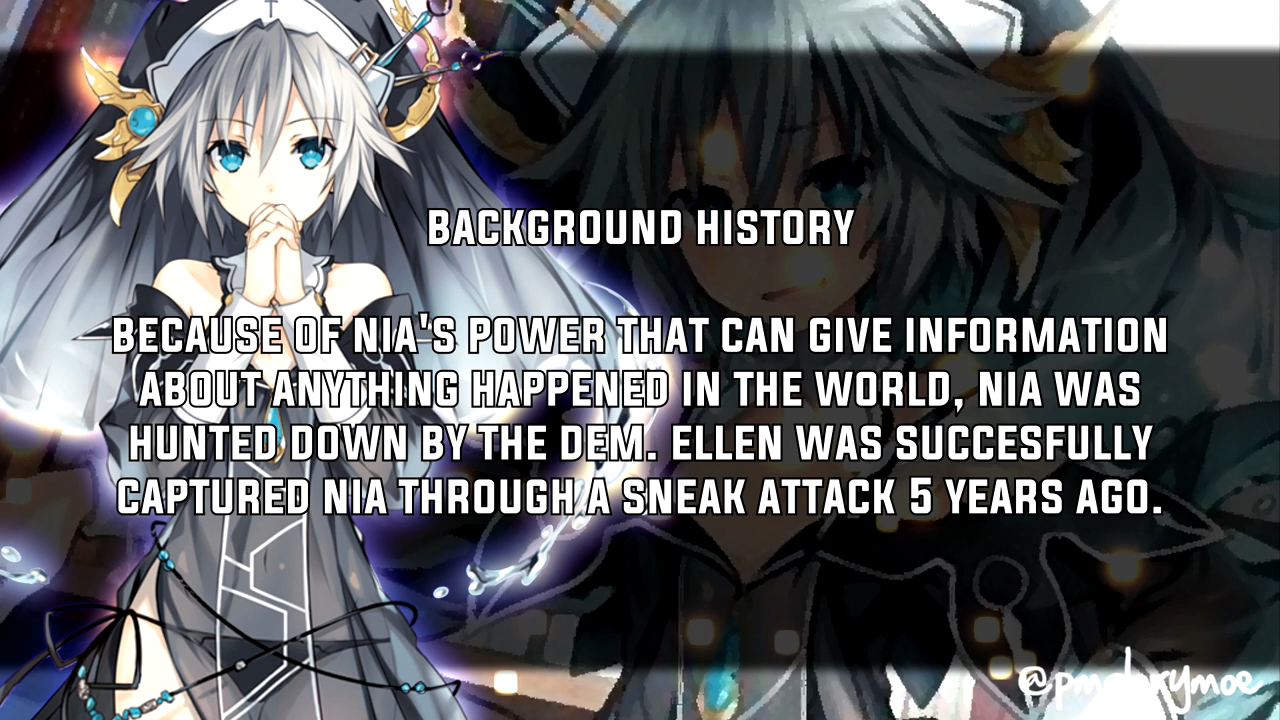 BACKGROUND HISTORY
BECAUSE OF NIA'S POWER THAT CAN GIVE INFORMATION
ABOUT ANYTHING HAPPENED IN THE WORLD, NIA WAS
HUNTED DOWN BY THE DEM. ELLEN WAS SUCCESFULLY
CAPTURED NIA THROUGH A SNEAK ATTACK 5 YEARS AGO.